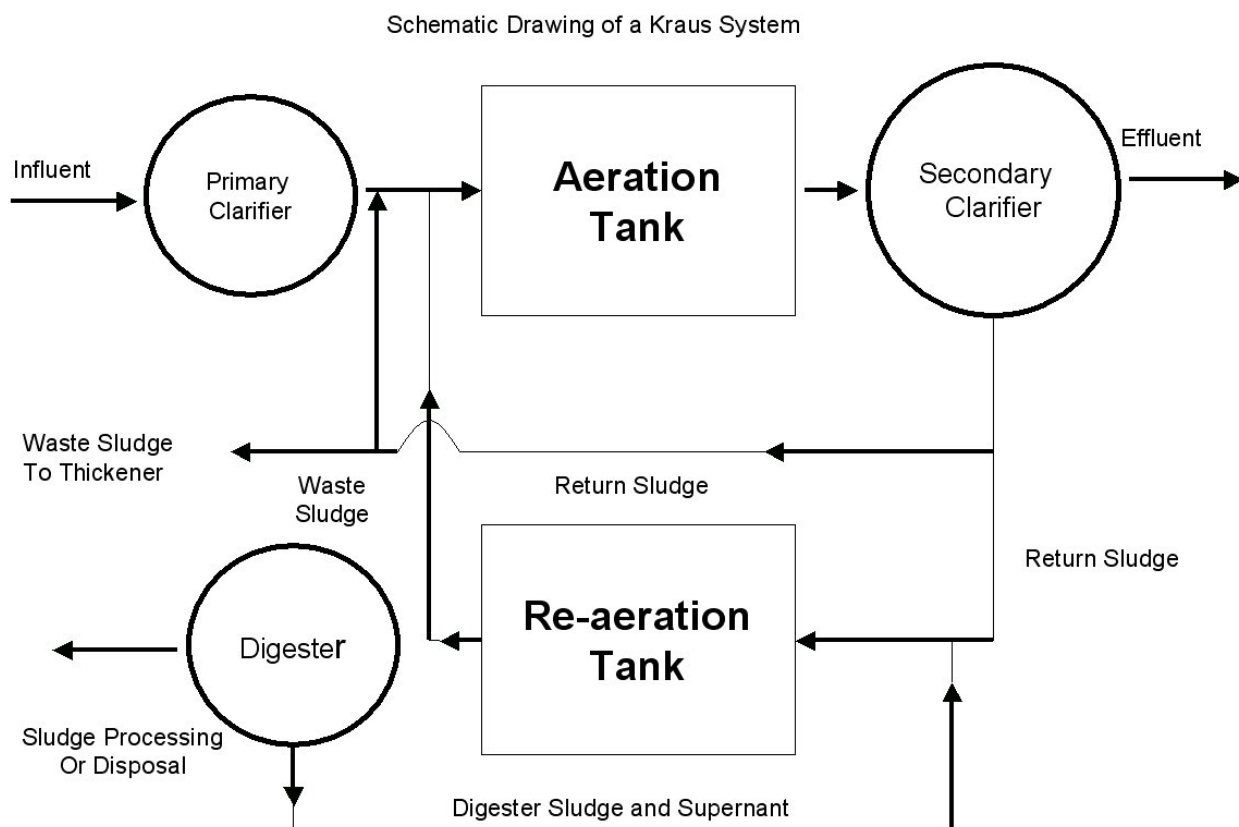 Schematic Drawing of a Kraus System
Influent
Primary
Clarifier
Aeration
Tank
Secondary
Clarifier
Effluent
Waste Sludge
To Thickener
Waste
Sludge
Return Sludge
Return Sludge
Digester
Re-aeration
Tank
Sludge Processing
Or Disposal
Digester Sludge and Supernant